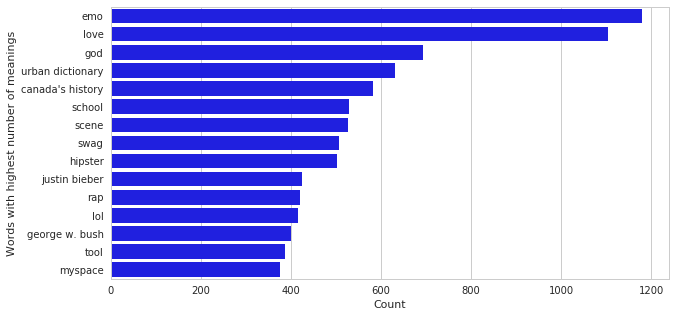 Words with highest number of meanings
emo
love
god
urban dictionary
canada's history
school
scene
swag
hipster
justin bieber
rap
lol
george w. bush
tool
myspace
0 200 400 600 800 1000 1200
Count